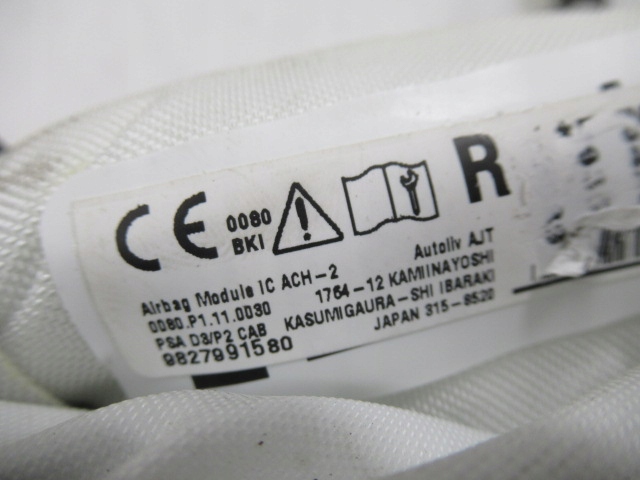 CE 0080 BKI R
Airbag Module IC ACH-2
0080.P1.11.0030
PSA D3/P2 CAB
9827991580
Autoliv AJT
1764-12 KAMIINAYOSHI
KASUMIGAURA-SHI IBARAKI
JAPAN 315-8520